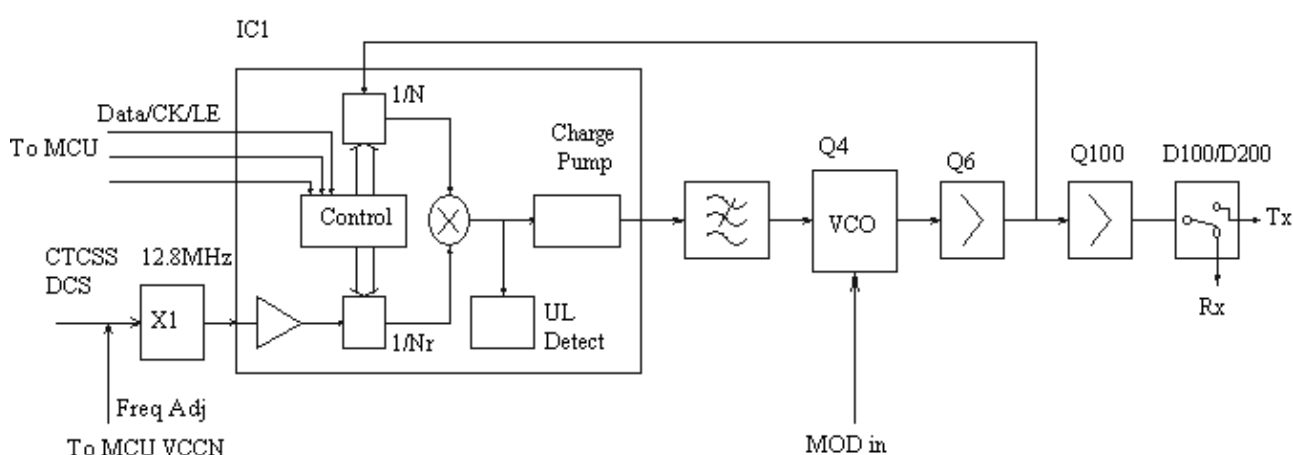 IC1
1/N
Data/CK/LE
To MCU
Charge
Pump
Q4
Q6
Q100
D100/D200
Control
VCO
Tx
CTCSS
DCS
12.8MHz
X1
1/Nr
UL
Detect
Rx
Freq Adj
To MCU VCCN
MOD in